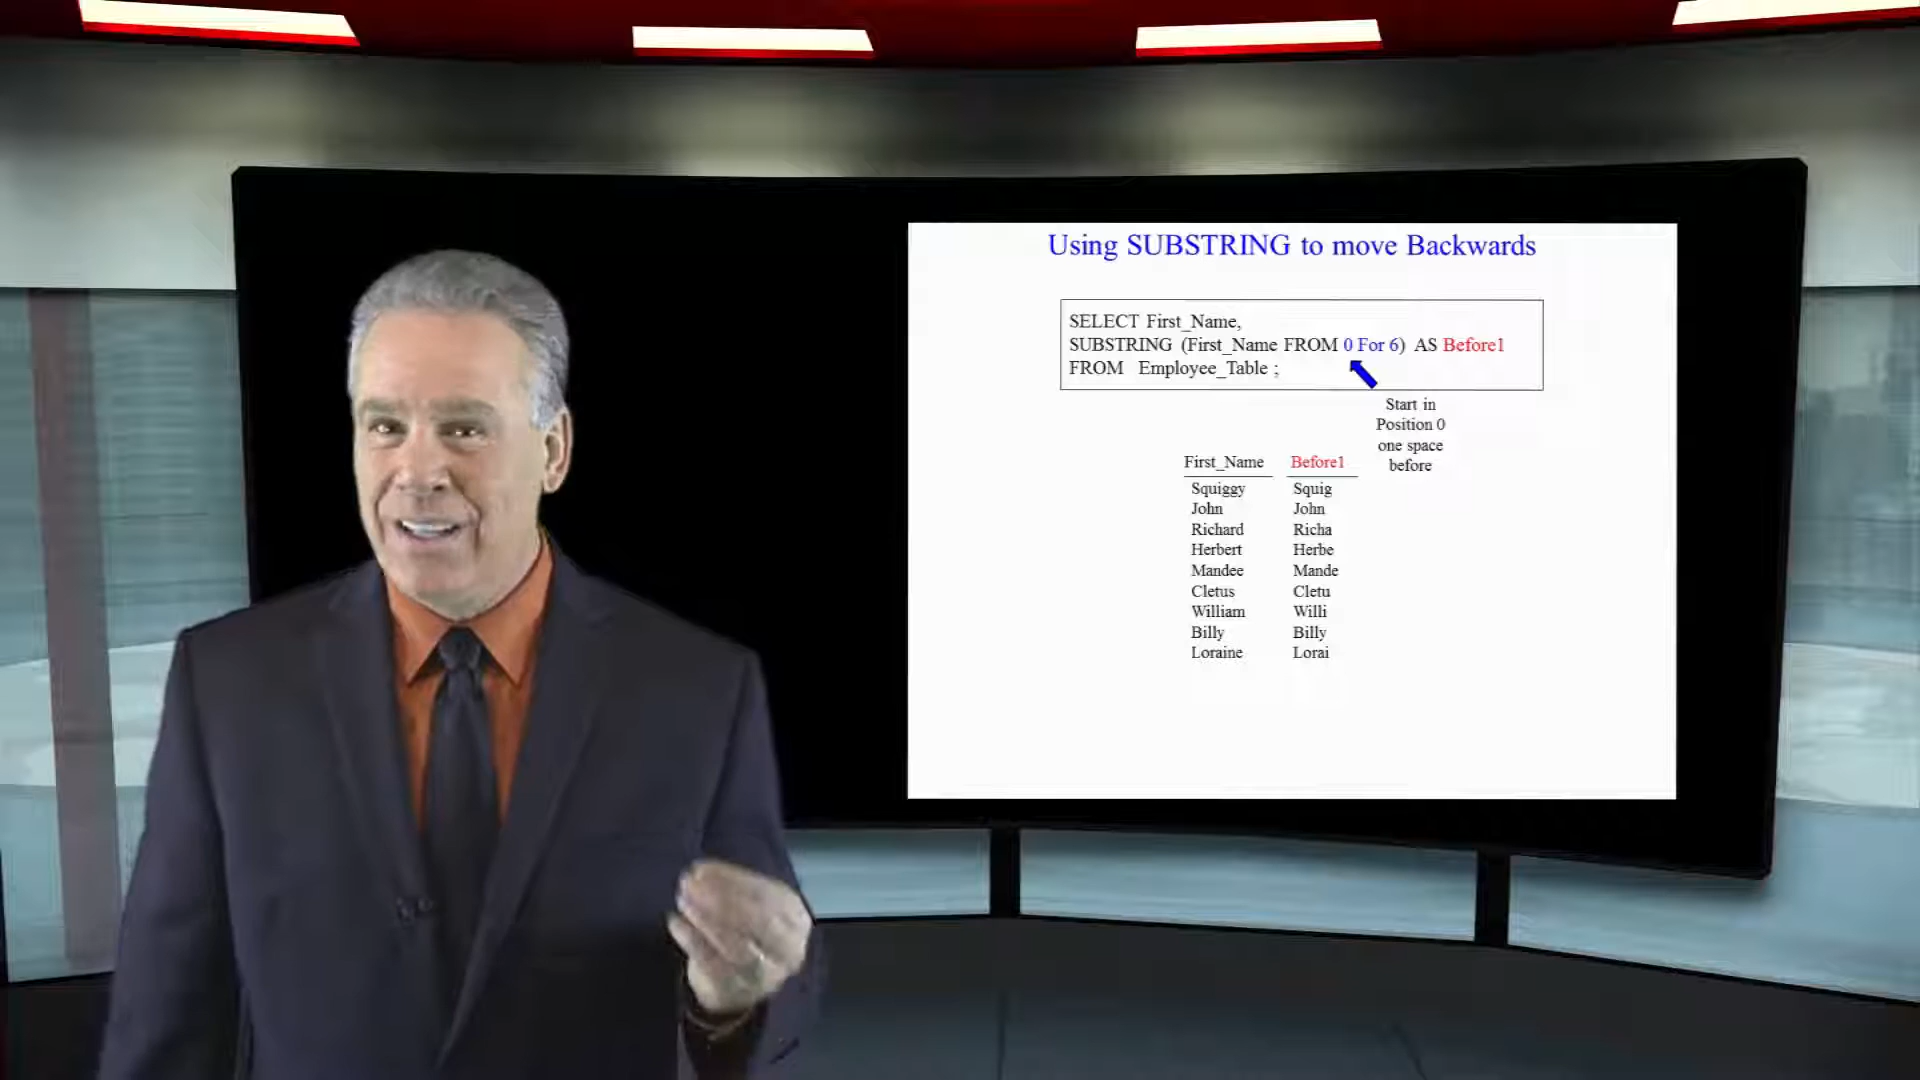 Using SUBSTRING to move Backwards
SELECT First_Name,
SUBSTRING (First_Name FROM 0 For 6) AS Before1
FROM Employee_Table ;
Start in
Position 0
one space
before
First_Name Before1
Squiggy Squig
John John
Richard Richa
Herbert Herbe
Mandee Mande
Cletus Cletu
William Willi
Billy Billy
Loraine Lorai